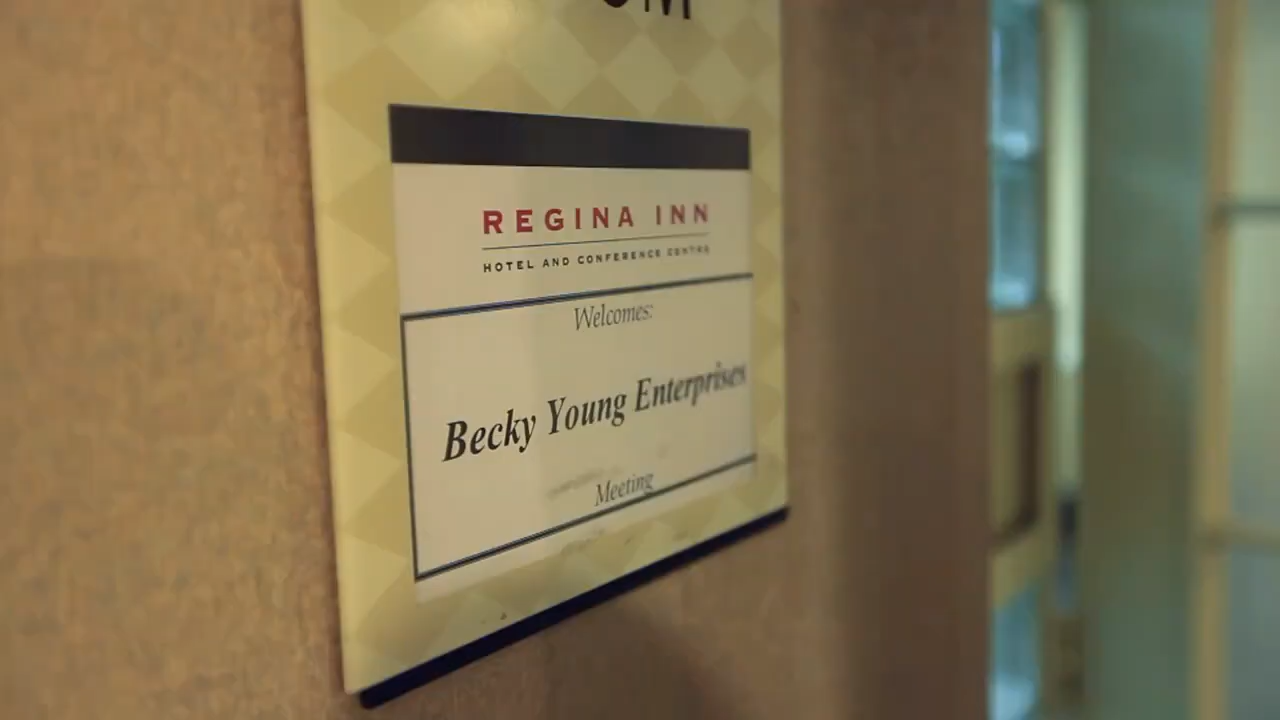 REGINA INN
HOTEL AND CONFERENCE CENTRE
Welcomes:
Becky Young Enterprises
Meeting